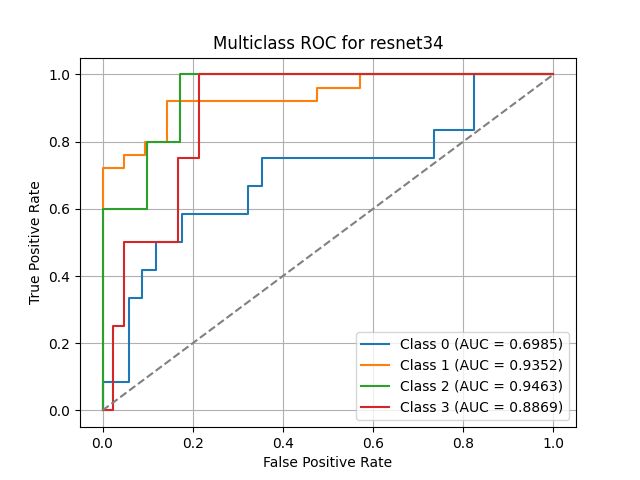 Multiclass ROC for resnet34
True Positive Rate
1.0
0.8
0.6
0.4
0.2
0.0
Class 0 (AUC = 0.6985)
Class 1 (AUC = 0.9352)
Class 2 (AUC = 0.9463)
Class 3 (AUC = 0.8869)
0.0 0.2 0.4 0.6 0.8 1.0
False Positive Rate